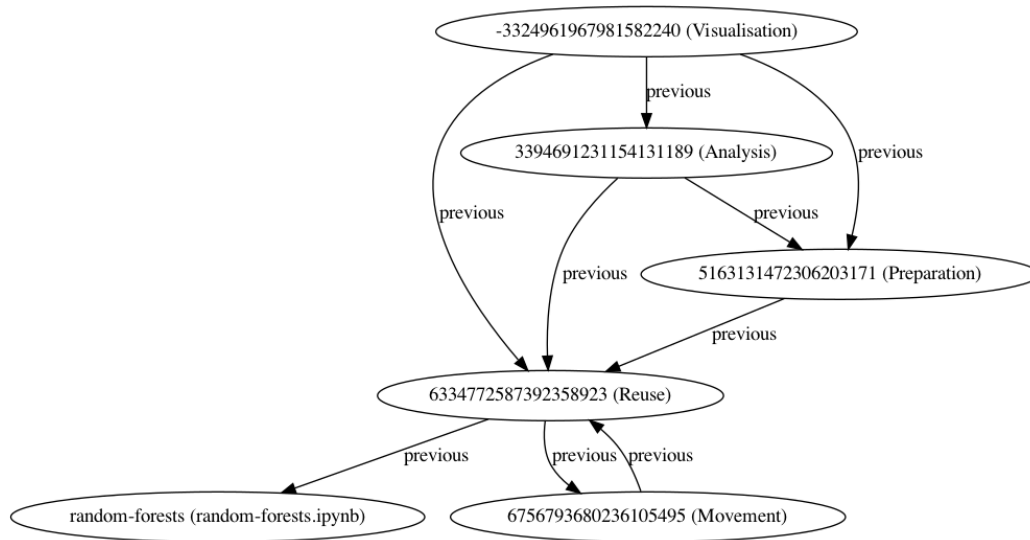 -3324961967981582240 (Visualisation)
previous
3394691231154131189 (Analysis)
previous
previous
previous
previous
5163131472306203171 (Preparation)
previous
6334772587392358923 (Reuse)
previous
previous
previous
random-forests (random-forests.ipynb)
6756793680236105495 (Movement)